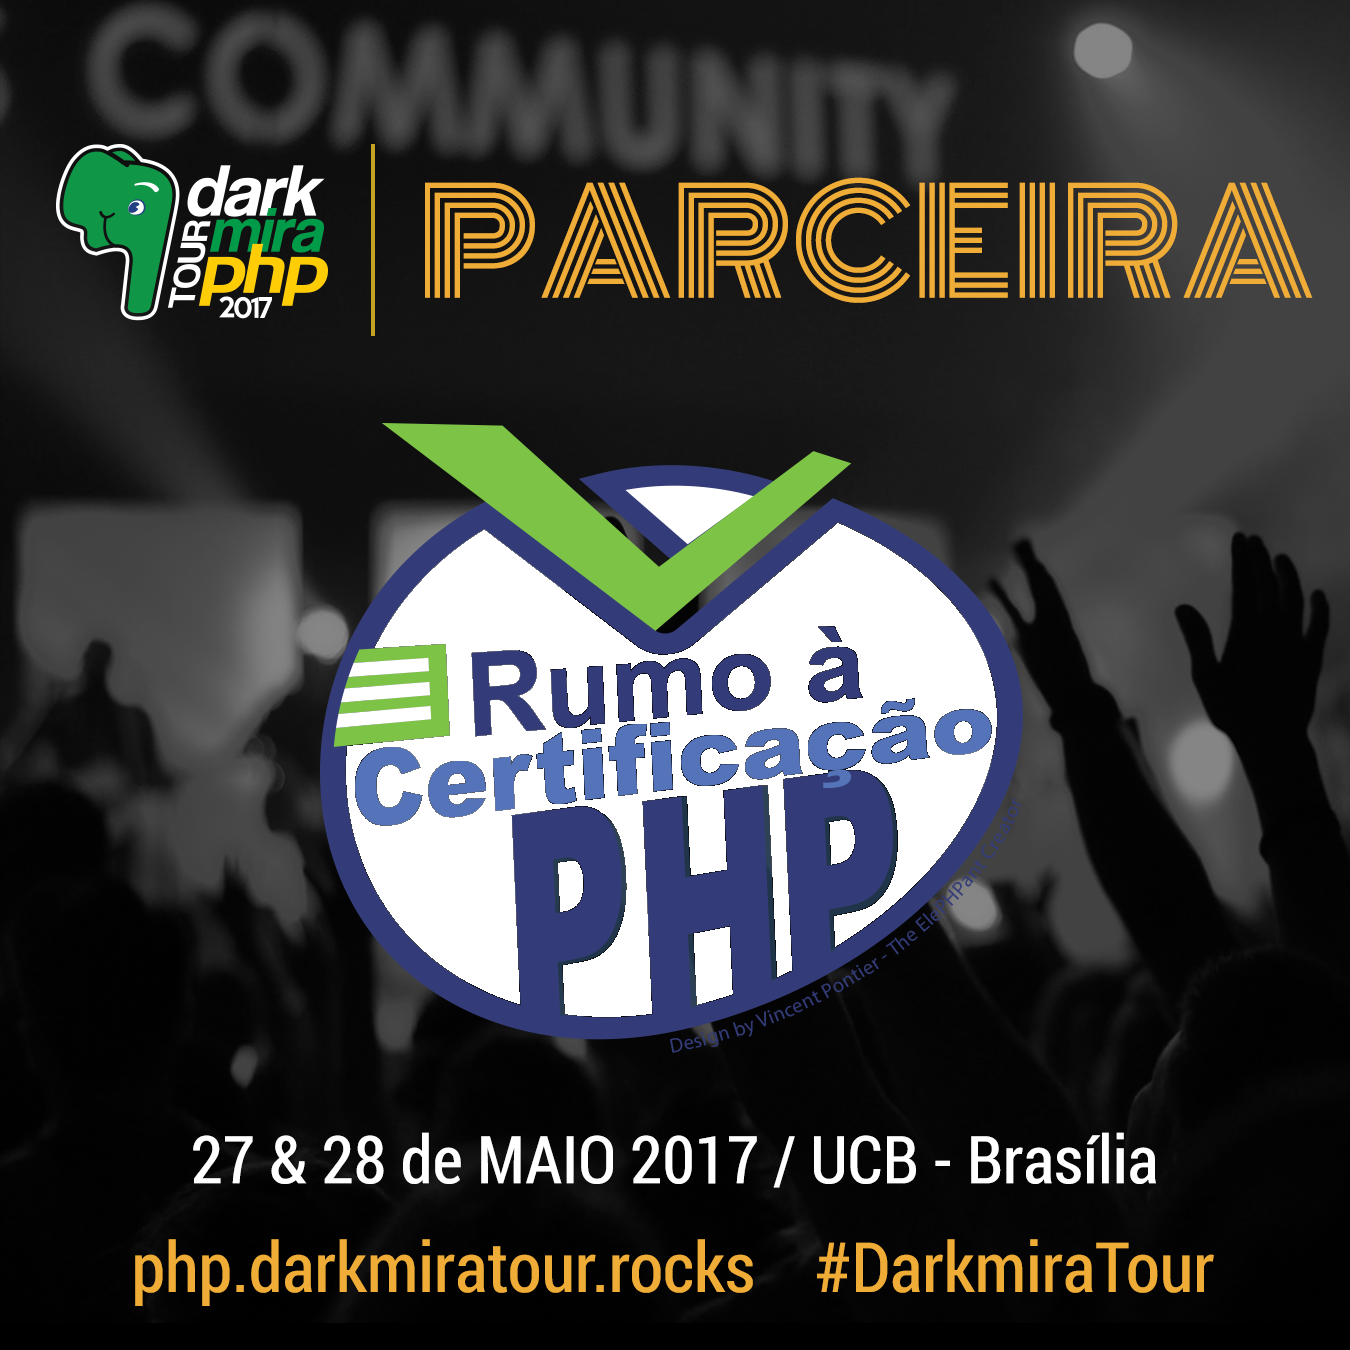 COMMUNITY
dark
mira
TOUR
php
2017
PARCEIRA
Rumo à
Certificação
PHP
Design by Vincent Pontier - The ElePHPant Creator
27 & 28 de MAIO 2017 / UCB - Brasília
php.darkmiratour.rocks #DarkmiraTour